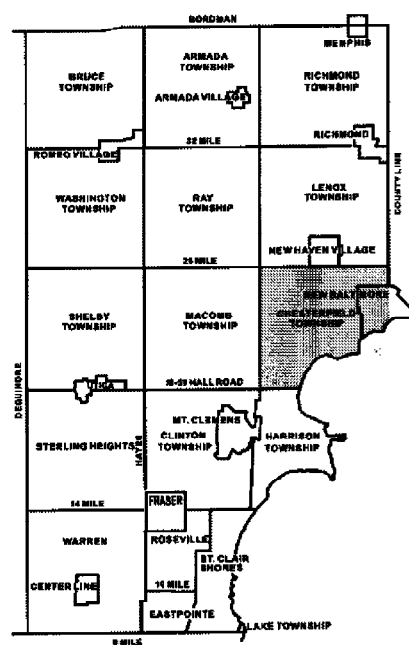 BORDMAN
MEMPHIS
BRUCE
TOWNSHIP
ARMADA
TOWNSHIP
RICHMOND
TOWNSHIP
ARMADA VILLAGE
RICHMOND
ROMEO VILLAGE
32 MILE
WASHINGTON
TOWNSHIP
RAY
TOWNSHIP
LENOX
TOWNSHIP
COUNTY LINE
NEW HAVEN VILLAGE
26 MILE
NEW BALTIMORE
SHELBY
TOWNSHIP
MACOMB
TOWNSHIP
CHESTERFIELD
TOWNSHIP
DEQUINDRE
UTICA
HALL ROAD
MT. CLEMENS
STERLING HEIGHTS
HAYES
CLINTON
TOWNSHIP
HARRISON
TOWNSHIP
14 MILE
FRASER
WARREN
ROSEVILLE
ST. CLAIR
SHORES
CENTER LINE
10 MILE
EASTPOINTE
LAKE TOWNSHIP
8 MILE